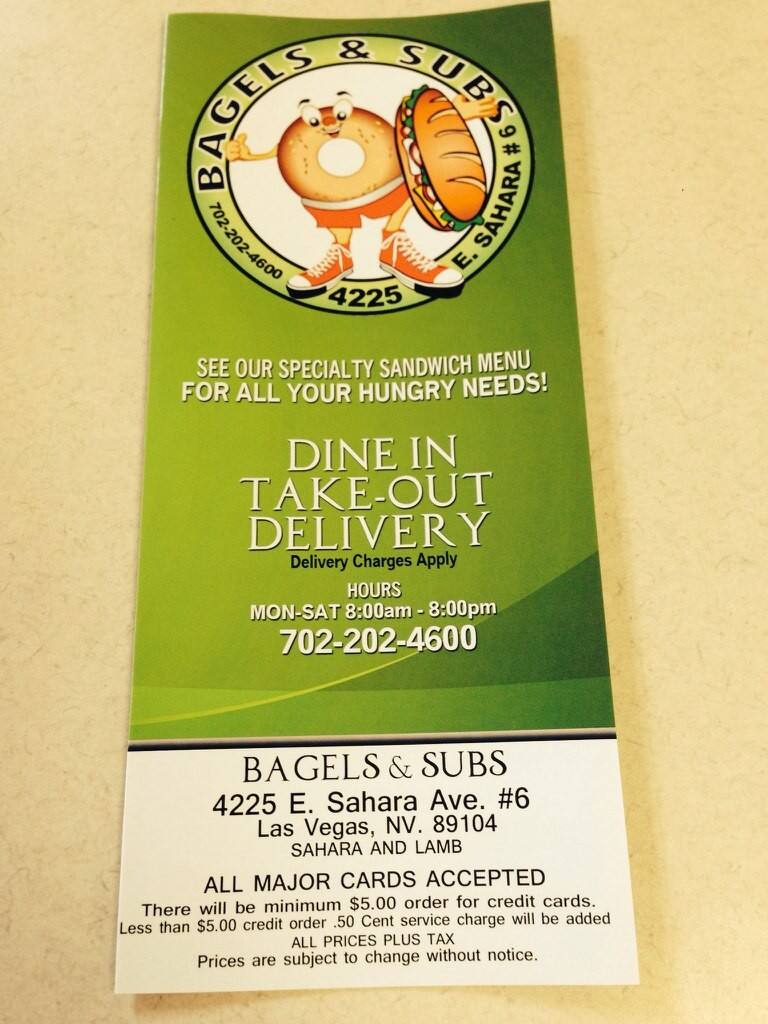 BAGELS & SUBS
702-202-4600
4225
E. SAHARA # 6
SEE OUR SPECIALTY SANDWICH MENU
FOR ALL YOUR HUNGRY NEEDS!
DINE IN
TAKE-OUT
DELIVERY
Delivery Charges Apply
HOURS
MON-SAT 8:00am - 8:00pm
702-202-4600
BAGELS & SUBS
4225 E. Sahara Ave. #6
Las Vegas, NV. 89104
SAHARA AND LAMB
ALL MAJOR CARDS ACCEPTED
There will be minimum $5.00 order for credit cards.
Less than $5.00 credit order .50 Cent service charge will be added
ALL PRICES PLUS TAX
Prices are subject to change without notice.